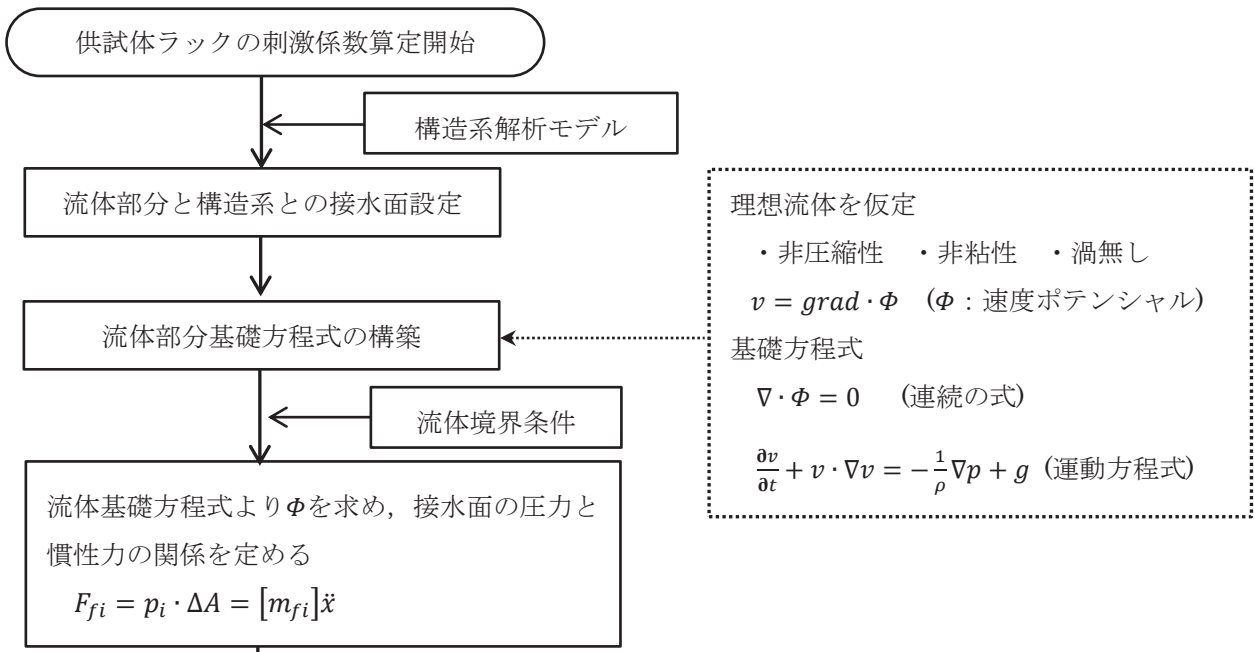 供試体ラックの刺激係数算定開始
構造系解析モデル
流体部分と構造系との接水面設定
流体部分基礎方程式の構築
流体境界条件
流体基礎方程式よりΦを求め，接水面の圧力と
慣性力の関係を定める
F_{fi} = p_i · ΔA = [m_{fi}]ẍ
理想流体を仮定
・非圧縮性　・非粘性　・渦無し
v = grad · Φ　(Φ：速度ポテンシャル)
基礎方程式
∇ · Φ = 0　(連続の式)
∂v/∂t + v · ∇v = −1/ρ ∇p + g (運動方程式)